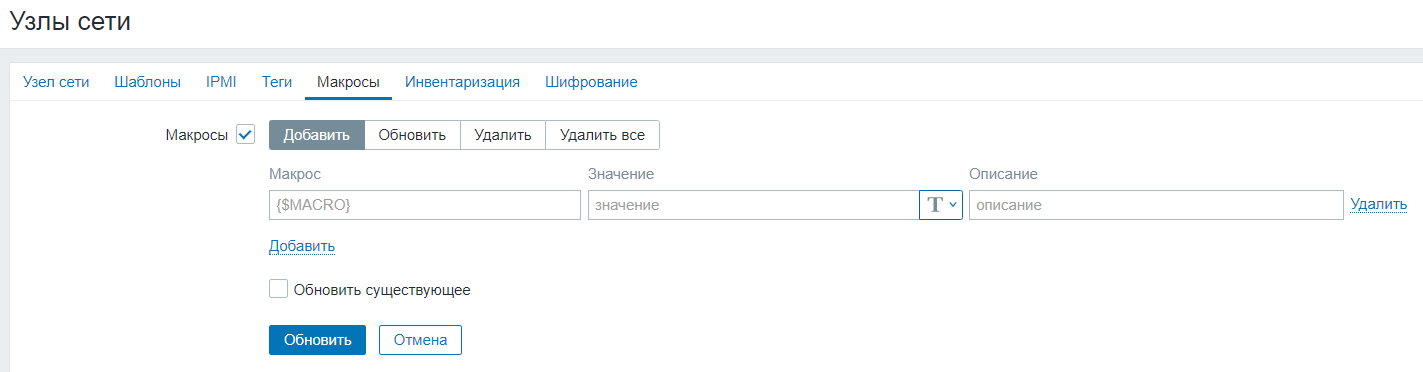 Узлы сети
Узел сети Шаблоны IPMI Теги Макросы Инвентаризация Шифрование
Макросы Добавить Обновить Удалить Удалить все
Макрос Значение Описание
{$MACRO} значение T описание Удалить
Добавить
Обновить существующее
Обновить Отмена